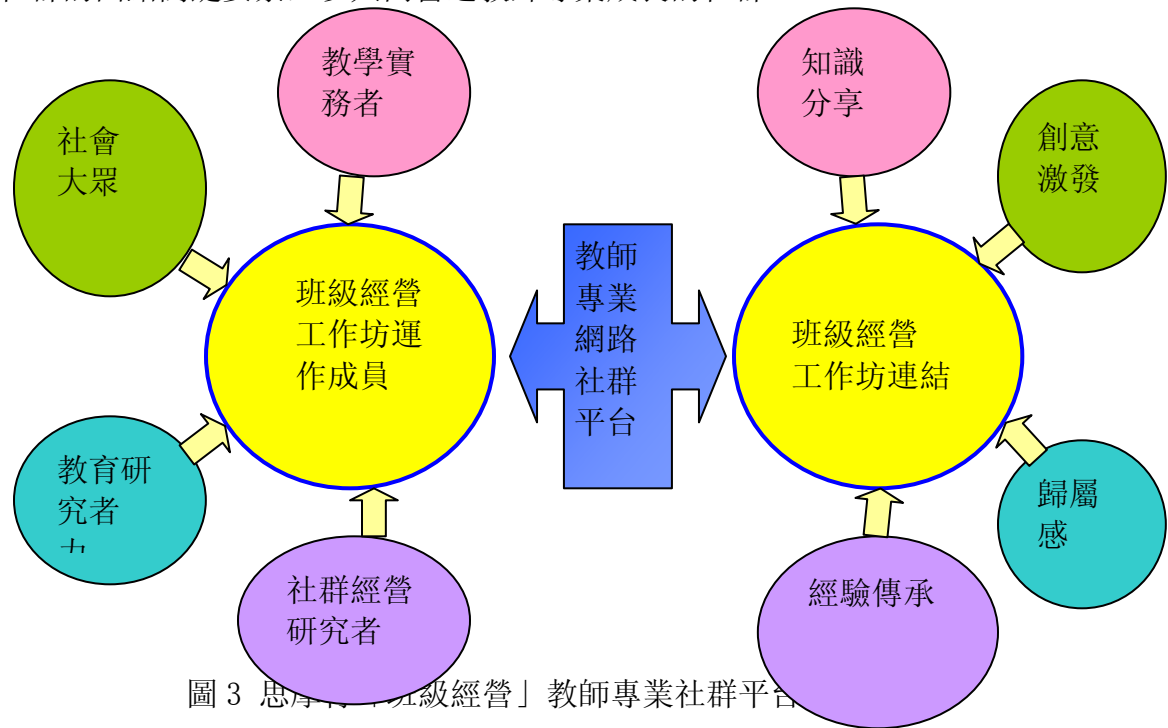 教學實
務者
知識
分享
社會
大眾
創意
激發
教師
專業
網路
社群
平台
班級經營
工作坊運
作成員
班級經營
工作坊連結
教育研
究者
歸屬
感
社群經營
研究者
經驗傳承
圖 3 思摩 班級經營」教師專業社群平台